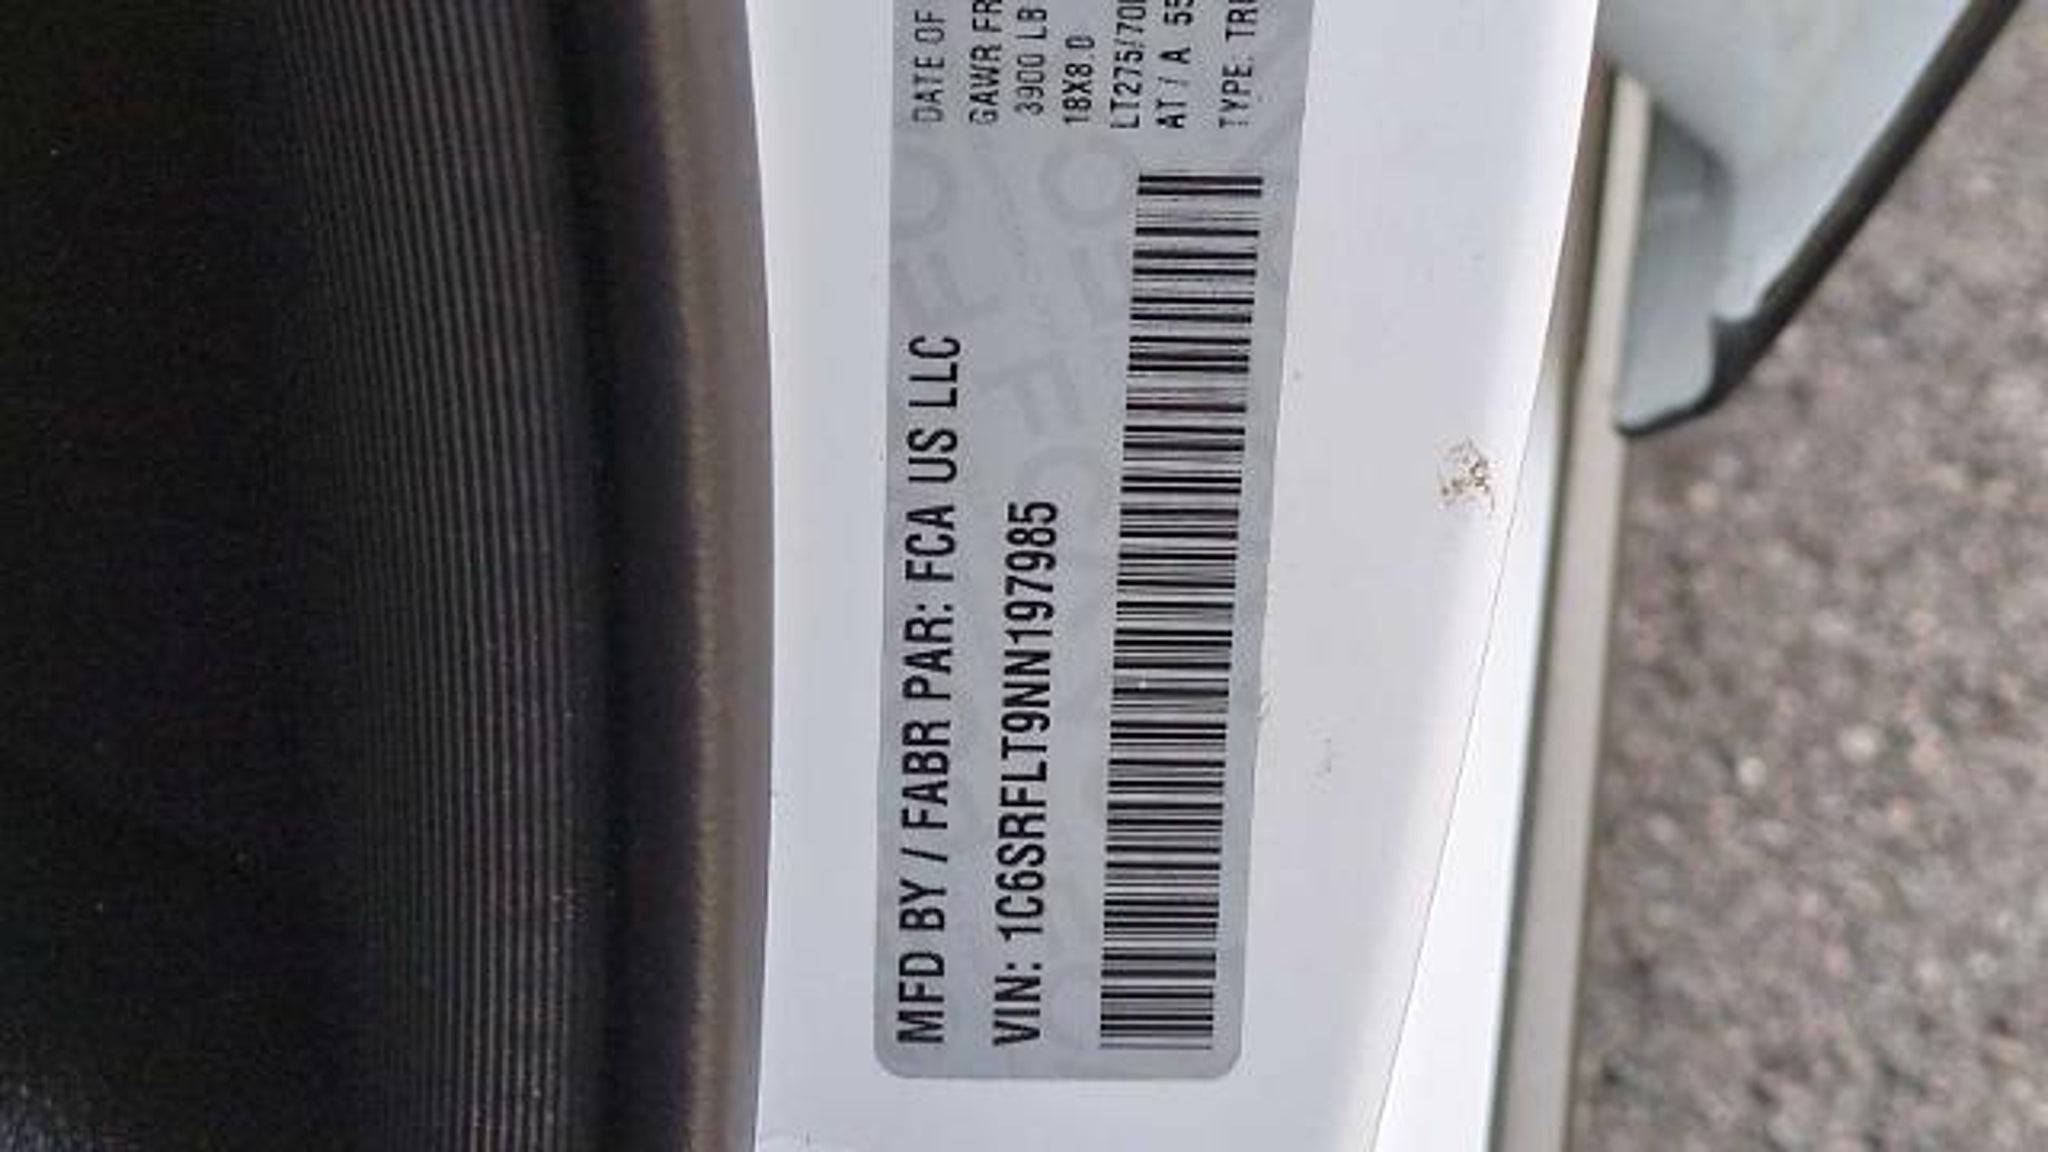 MFD BY / FABR PAR: FCA US LLC
VIN: 1C6SRFLT9NN197985
DATE OF
GAWR FR
3900 LB
18X8.0
LT275/70
AT / A 55
TYPE: TR